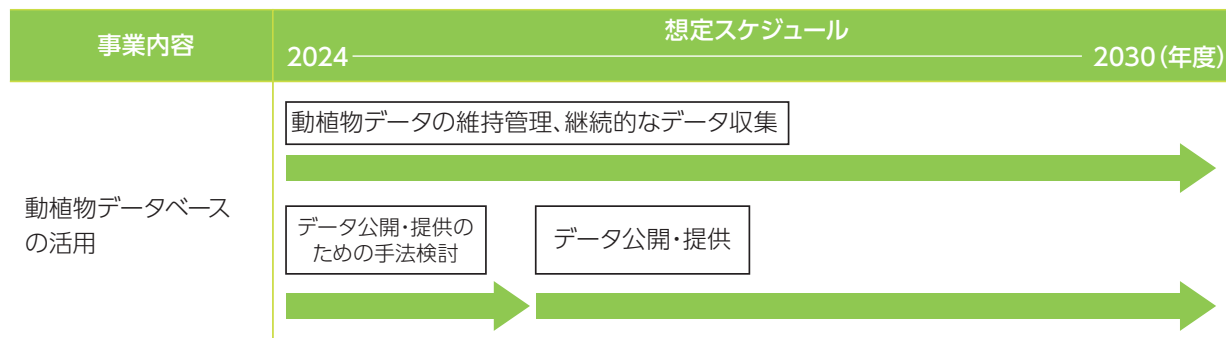 事業内容
想定スケジュール
2024 2030(年度)
動植物データベース
の活用
動植物データの維持管理、継続的なデータ収集
データ公開・提供の
ための手法検討
データ公開・提供